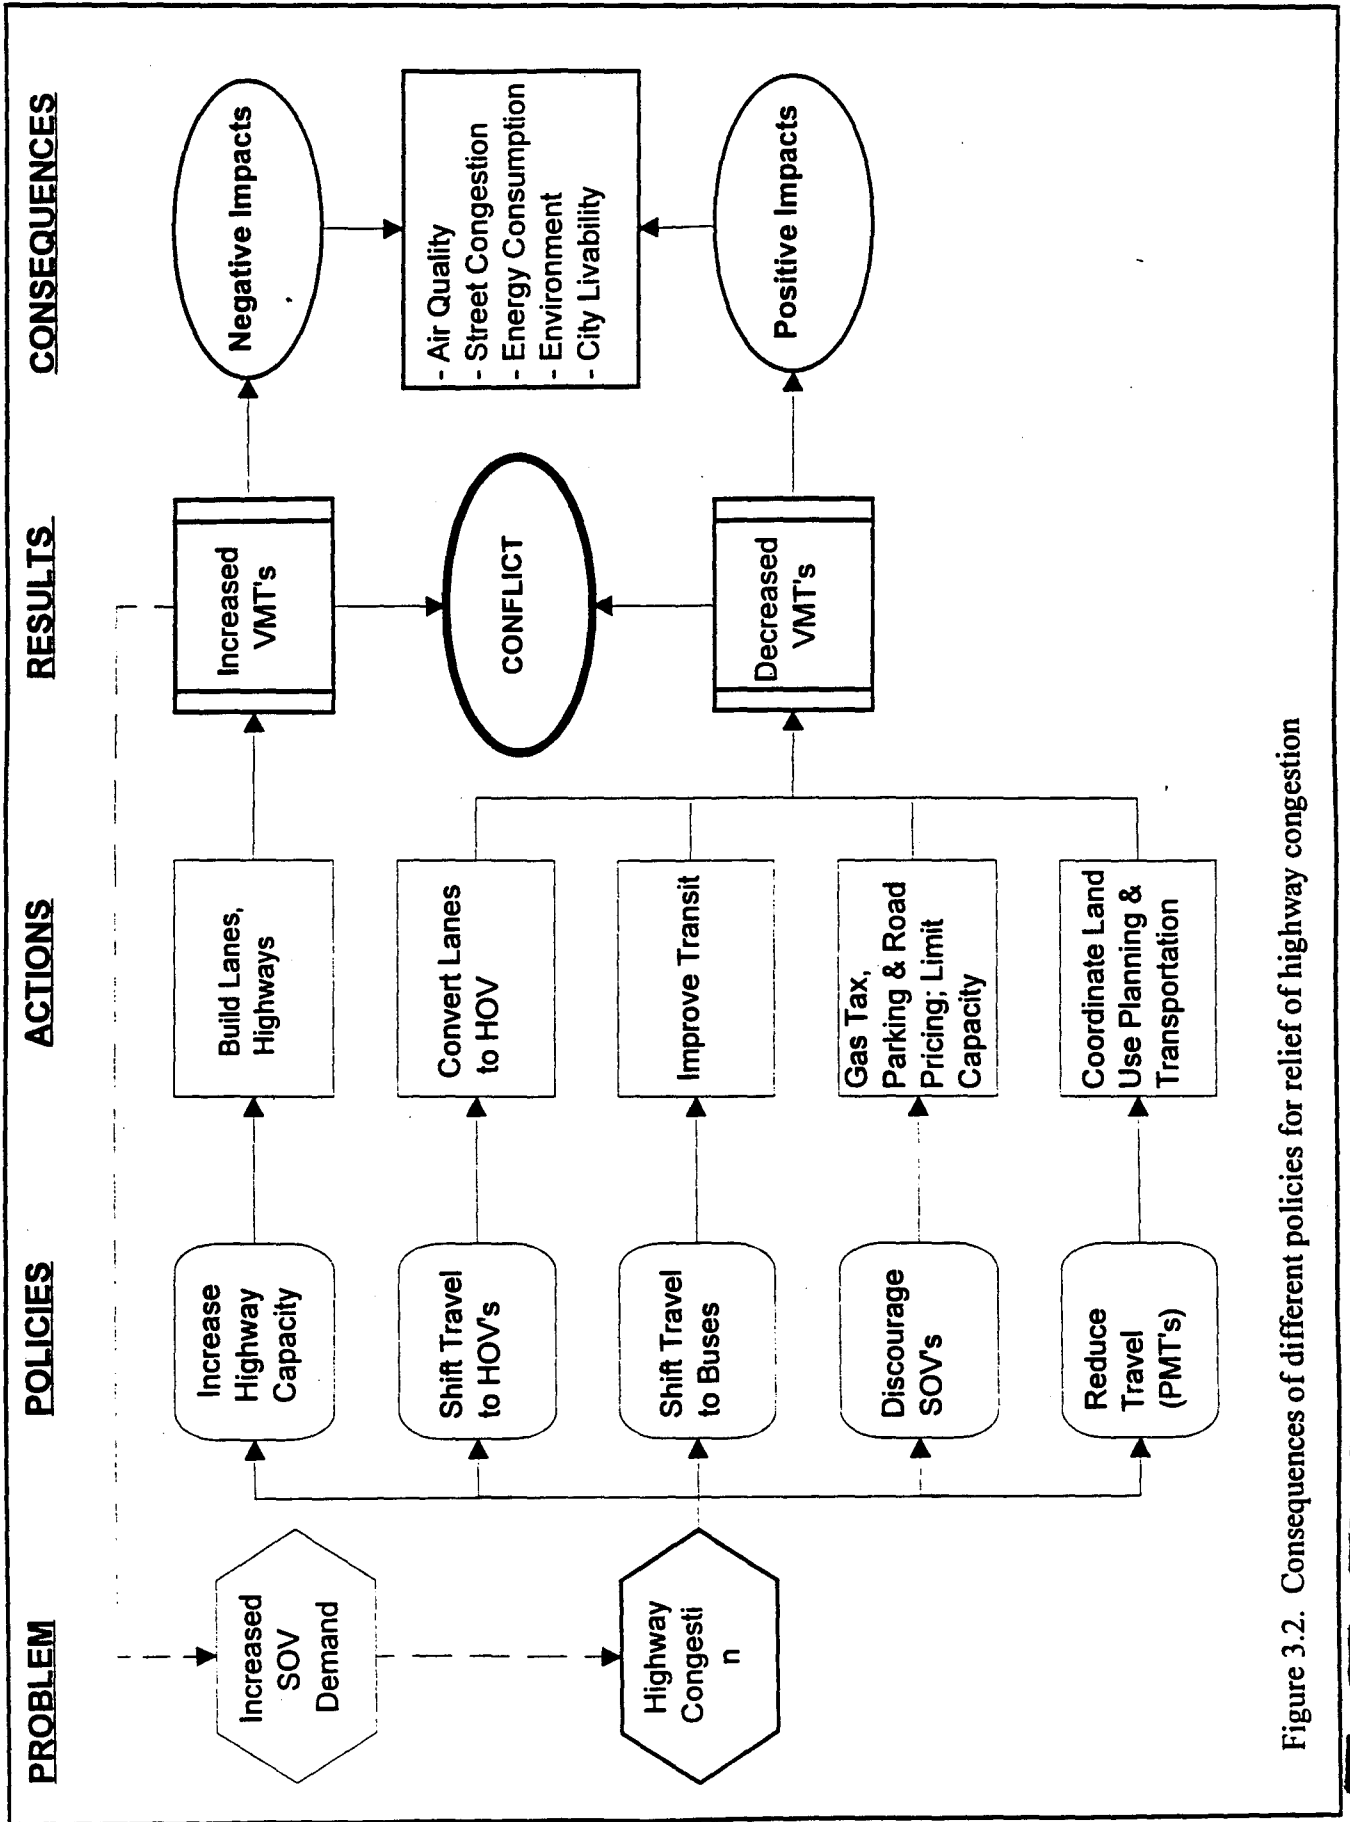 PROBLEM
POLICIES
ACTIONS
RESULTS
CONSEQUENCES
Increased
SOV
Demand
Highway
Congesti
n
Increase
Highway
Capacity
Shift Travel
to HOV's
Shift Travel
to Buses
Discourage
SOV's
Reduce
Travel
(PMT's)
Build Lanes,
Highways
Convert Lanes
to HOV
Improve Transit
Gas Tax,
Parking & Road
Pricing; Limit
Capacity
Coordinate Land
Use Planning &
Transportation
Increased
VMT's
CONFLICT
Decreased
VMT's
Negative Impacts
- Air Quality
- Street Congestion
- Energy Consumption
- Environment
- City Livability
Positive Impacts
Figure 3.2. Consequences of different policies for relief of highway congestion